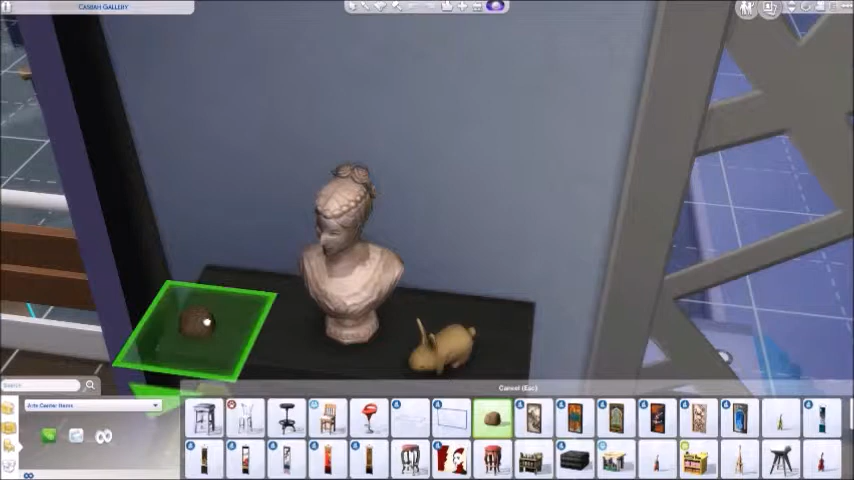 CASBAH GALLERY
Cancel (Esc)
Search...
Arts Center Items